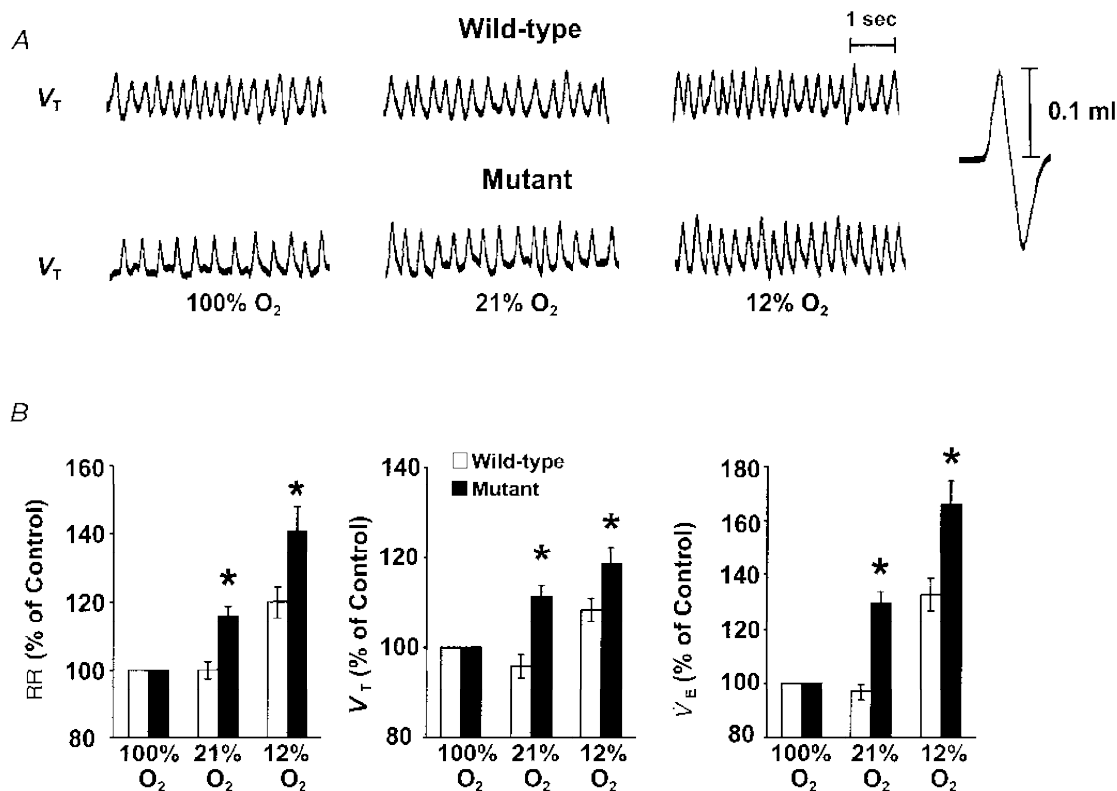 A
Wild-type
1 sec
V_T
0.1 ml
Mutant
V_T
100% O₂
21% O₂
12% O₂
B
RR (% of Control)
160
140
120
100
80
100% O₂
21% O₂
12% O₂
V_T (% of Control)
140
120
100
80
Wild-type
Mutant
100% O₂
21% O₂
12% O₂
V̇_E (% of Control)
180
160
140
130
100
80
100% O₂
21% O₂
12% O₂
*
*
*
*
*
*